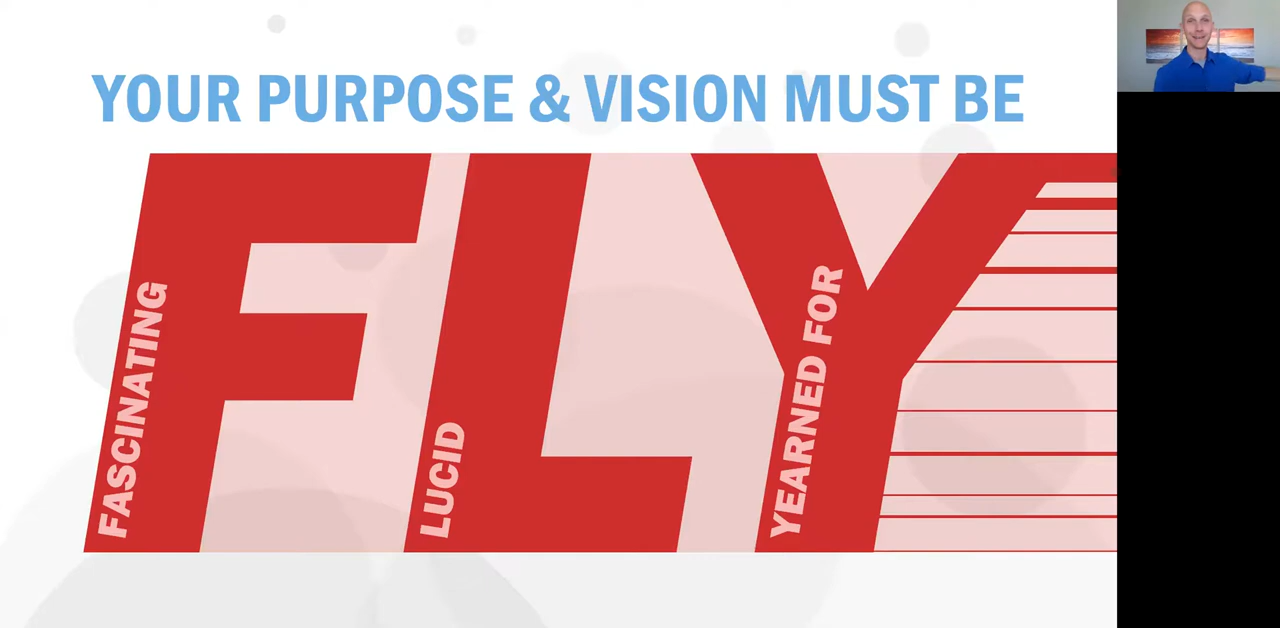 YOUR PURPOSE & VISION MUST BE
FLY
FASCINATING
LUCID
YEARNED FOR